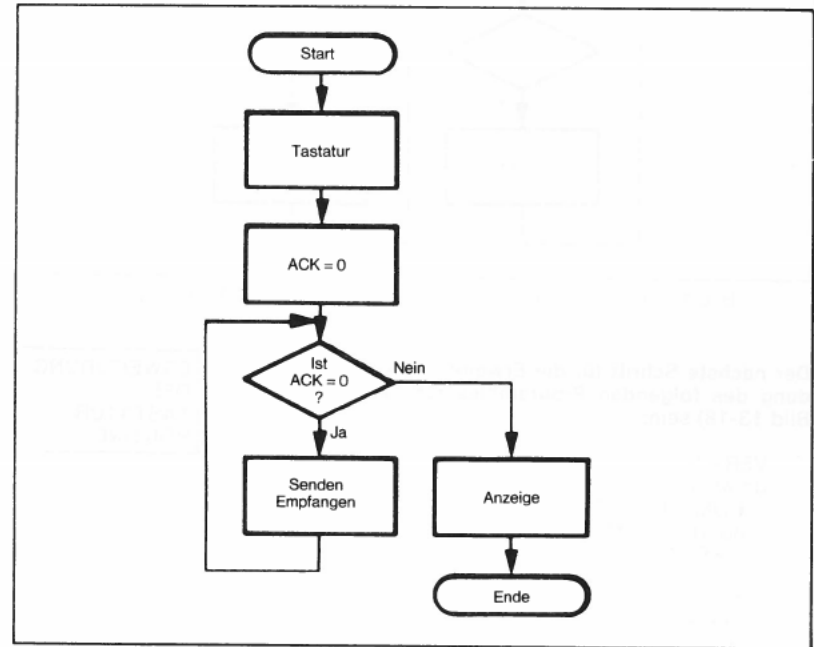 Start
Tastatur
ACK = 0
Ist
ACK = 0
?
Nein
Ja
Senden
Empfangen
Anzeige
Ende